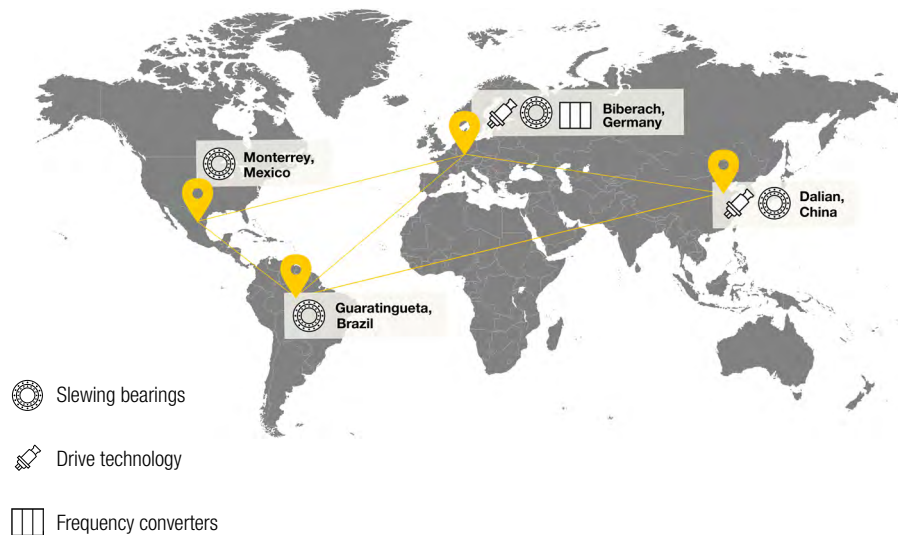 Biberach,
Germany
Monterrey,
Mexico
Dalian,
China
Guaratingueta,
Brazil
Slewing bearings
Drive technology
Frequency converters